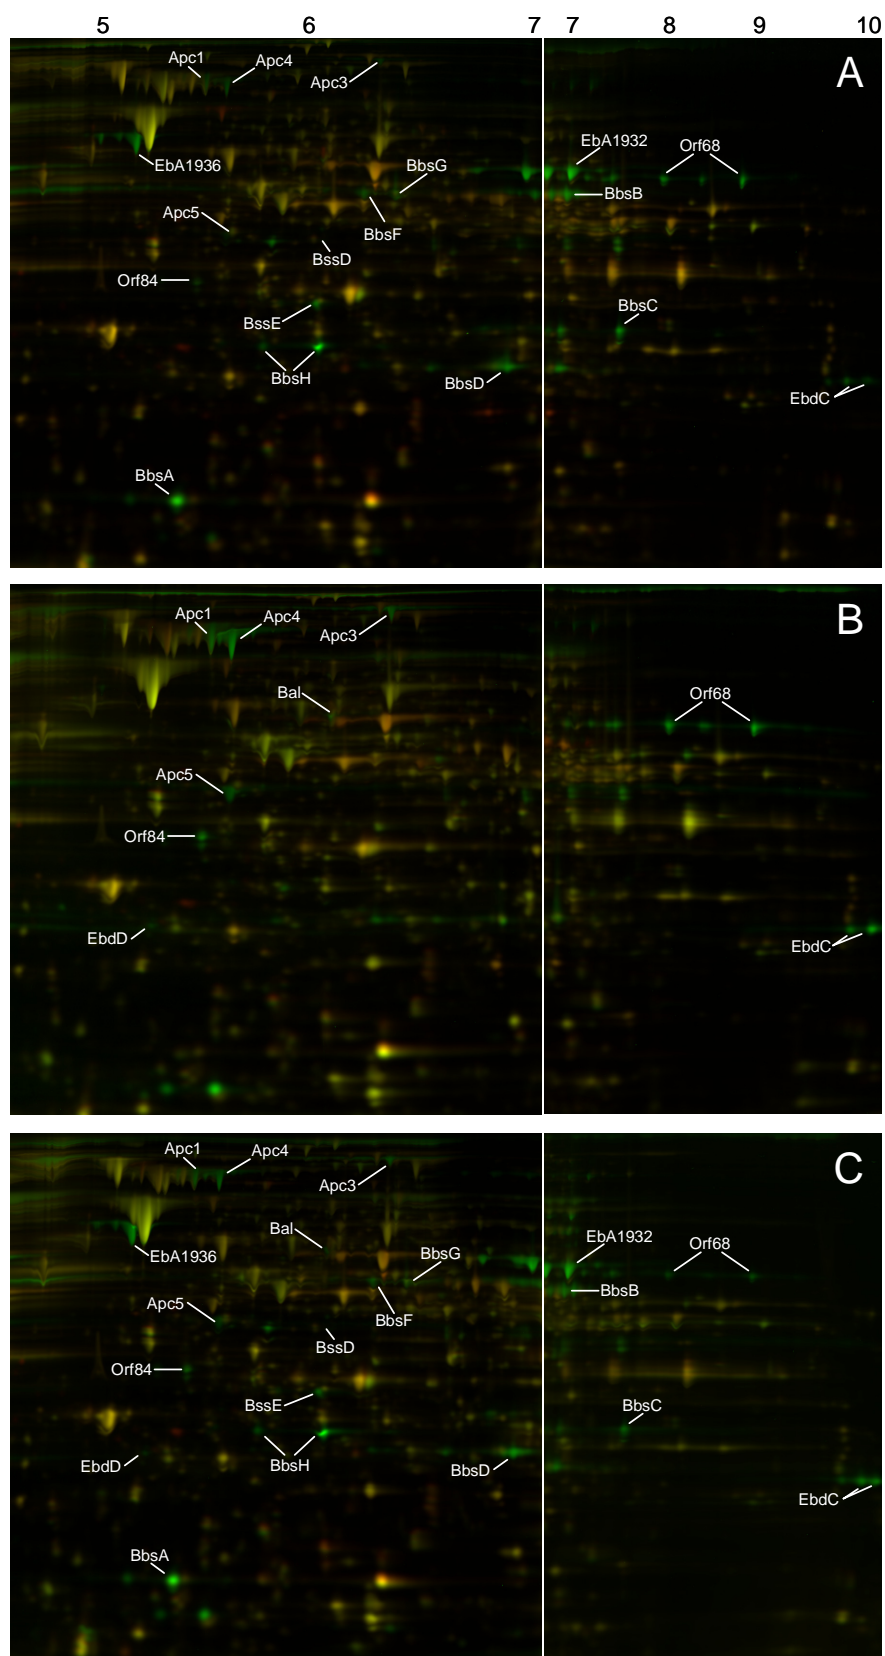 5 6 7 7 8 9 10
A
Apc1 Apc4
Apc3
EbA1932 Orf68
EbA1936 BbsG
BbsB
Apc5
BbsF
BssD
Orf84
BbsC
BssE
BbsH
BbsD
EbdC
BbsA
B
Apc1 Apc4
Apc3
Bal Orf68
Apc5
Orf84
EbdD
EbdC
C
Apc1 Apc4
Apc3
Bal EbA1932 Orf68
EbA1936 BbsG
BbsB
Apc5
BbsF
BssD
Orf84
BssE BbsC
EbdD BbsH BbsD
EbdC
BbsA